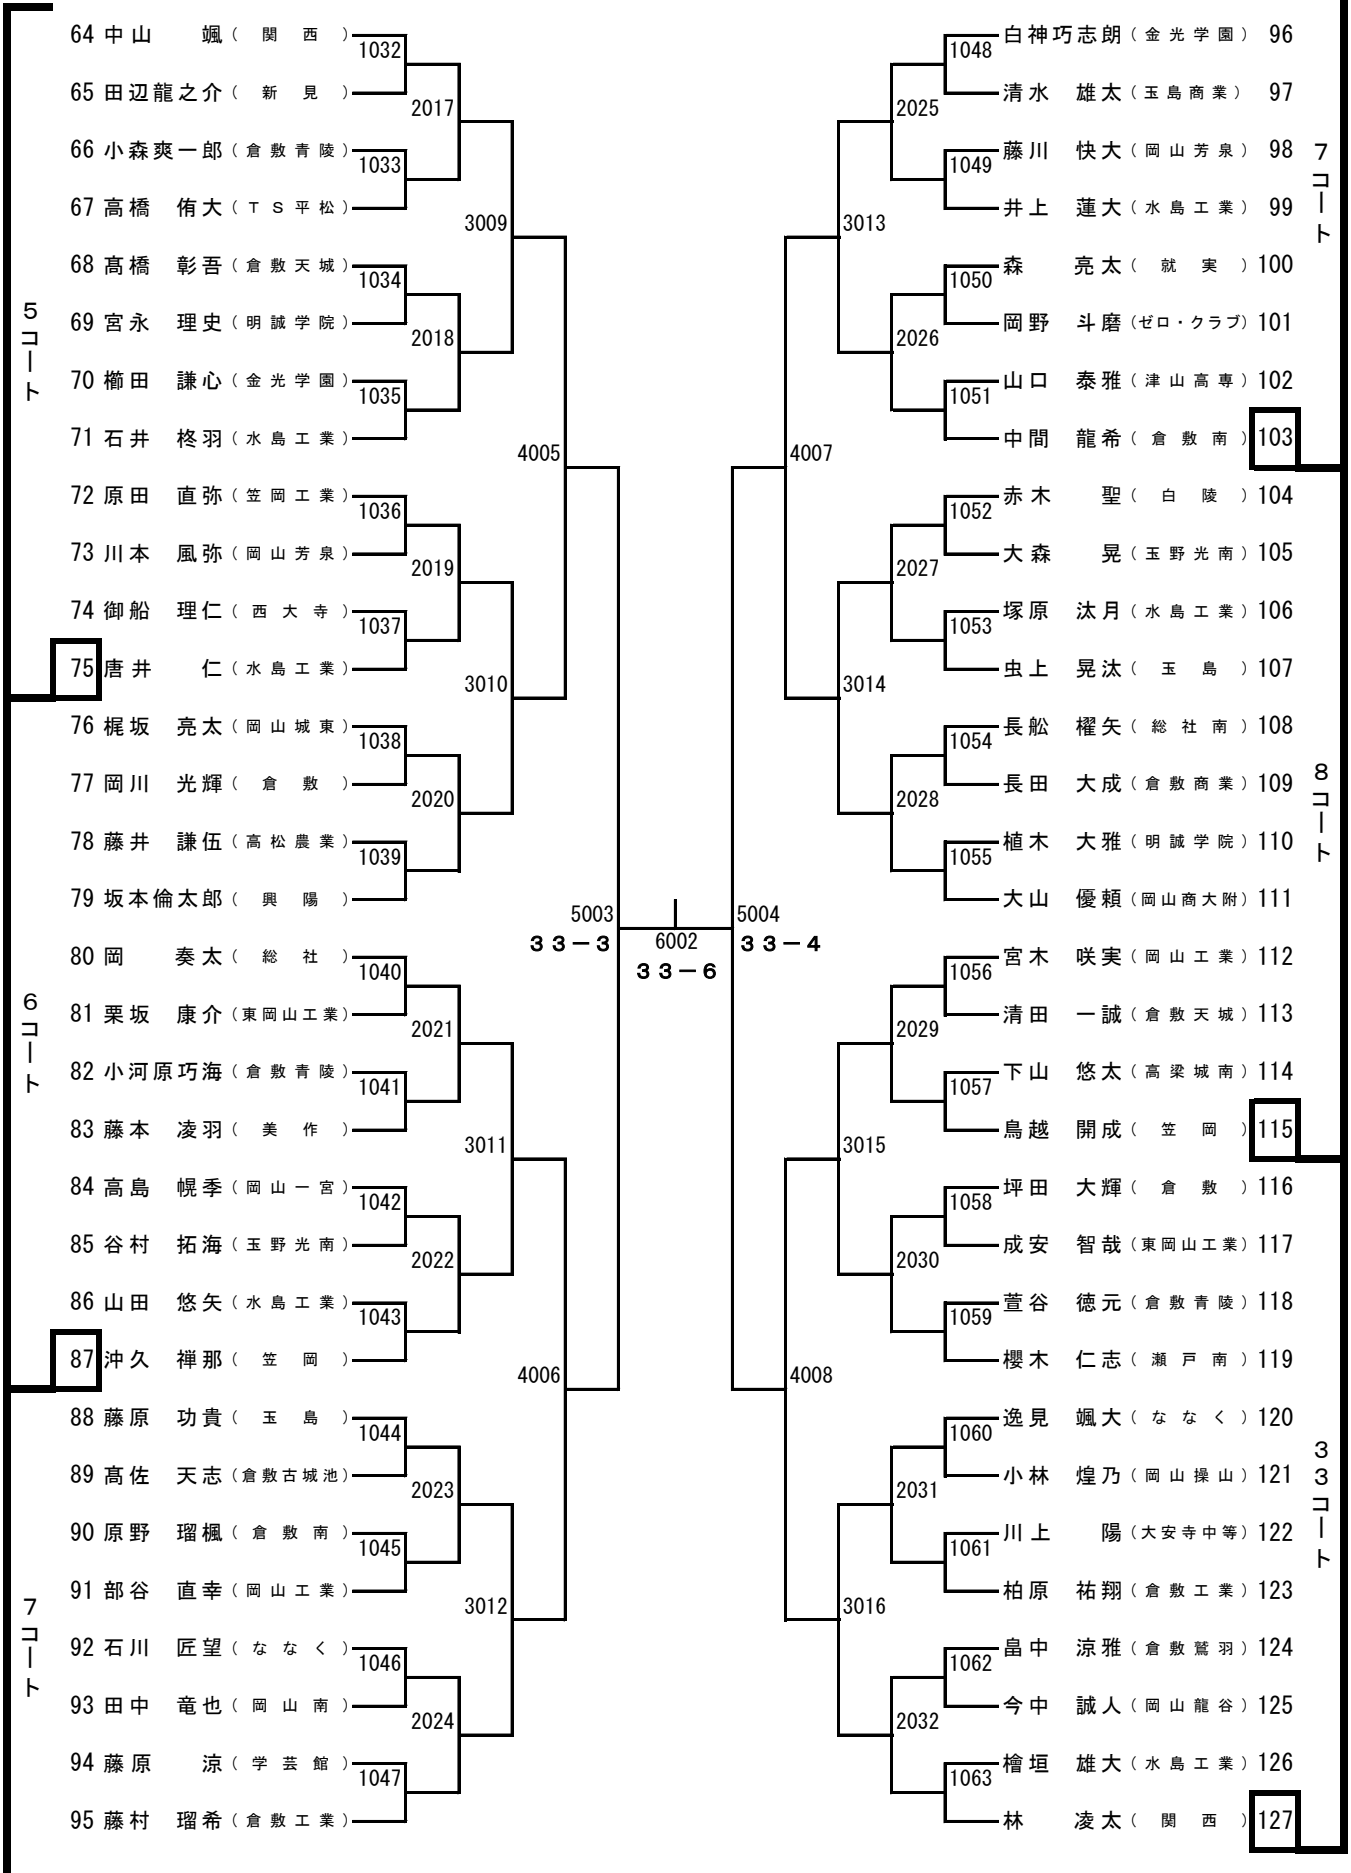 5コート
64 中山 颯 (関西)
65 田辺龍之介 (新見)
66 小森爽一郎 (倉敷青陵)
67 高橋 侑大 (TS平松)
68 髙橋 彰吾 (倉敷天城)
69 宮永 理史 (明誠学院)
70 櫛田 謙心 (金光学園)
71 石井 柊羽 (水島工業)
72 原田 直弥 (笠岡工業)
73 川本 風弥 (岡山芳泉)
74 御船 理仁 (西大寺)
75 唐井 仁 (水島工業)
6コート
76 梶坂 亮太 (岡山城東)
77 岡川 光輝 (倉敷)
78 藤井 謙伍 (高松農業)
79 坂本倫太郎 (興陽)
80 岡 奏太 (総社)
81 栗坂 康介 (東岡山工業)
82 小河原巧海 (倉敷青陵)
83 藤本 凌羽 (美作)
84 高島 幌季 (岡山一宮)
85 谷村 拓海 (玉野光南)
86 山田 悠矢 (水島工業)
87 沖久 禅那 (笠岡)
7コート
88 藤原 功貴 (玉島)
89 髙佐 天志 (倉敷古城池)
90 原野 瑠楓 (倉敷南)
91 部谷 直幸 (岡山工業)
92 石川 匠望 (ななく)
93 田中 竜也 (岡山南)
94 藤原 涼 (学芸館)
95 藤村 瑠希 (倉敷工業)
1032
1033
1034
1035
1036
1037
1038
1039
1040
1041
1042
1043
1044
1045
1046
1047
2017
2018
2019
2020
2021
2022
2023
2024
3009
3010
3011
3012
4005
4006
5003
33-3
6002
33-6
5004
33-4
4007
4008
3013
3014
3015
3016
2025
2026
2027
2028
2029
2030
2031
2032
1048
1049
1050
1051
1052
1053
1054
1055
1056
1057
1058
1059
1060
1061
1062
1063
白神巧志朗 (金光学園) 96
清水 雄太 (玉島商業) 97
藤川 快大 (岡山芳泉) 98
井上 蓮大 (水島工業) 99
森 亮太 (就実) 100
岡野 斗磨 (ゼロ・クラブ) 101
山口 泰雅 (津山高専) 102
中間 龍希 (倉敷南) 103
7コート
赤木 聖 (白陵) 104
大森 晃 (玉野光南) 105
塚原 汰月 (水島工業) 106
虫上 晃汰 (玉島) 107
長舩 櫂矢 (総社南) 108
長田 大成 (倉敷商業) 109
植木 大雅 (明誠学院) 110
大山 優頼 (岡山商大附) 111
宮木 咲実 (岡山工業) 112
清田 一誠 (倉敷天城) 113
下山 悠太 (高梁城南) 114
鳥越 開成 (笠岡) 115
8コート
坪田 大輝 (倉敷) 116
成安 智哉 (東岡山工業) 117
萱谷 徳元 (倉敷青陵) 118
櫻木 仁志 (瀬戸南) 119
逸見 颯大 (ななく) 120
小林 煌乃 (岡山操山) 121
川上 陽 (大安寺中等) 122
柏原 祐翔 (倉敷工業) 123
畠中 涼雅 (倉敷鷲羽) 124
今中 誠人 (岡山龍谷) 125
檜垣 雄大 (水島工業) 126
林 凌太 (関西) 127
33コート